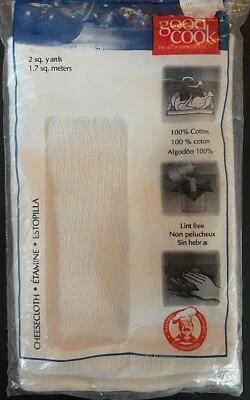 good
cook
2 sq. yards
1.7 sq. meters
100% Cotton
100 % coton
Algodón 100%
Lint free
Non pelucheux
Sin hebras
CHEESECLOTH • ÉTAMINE • ESTOPILLA